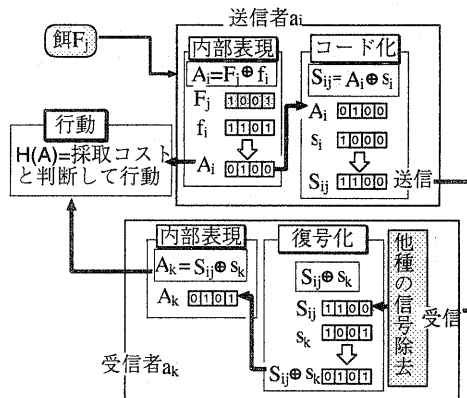 送信者ai
餌Fj
内部表現
Ai=Fj⊕fi
Fj 1001
fi 1101
Ai 0100
コード化
Sij=Ai⊕si
Ai 0100
si 1000
Sij 1100
送信
行動
H(A)=採取コスト
と判断して行動
内部表現
Ak=Sij⊕sk
Ak 0101
復号化
Sij⊕sk
Sij 1100
sk 1001
Sij⊕sk 0101
他種の信号除去
受信
受信者ak